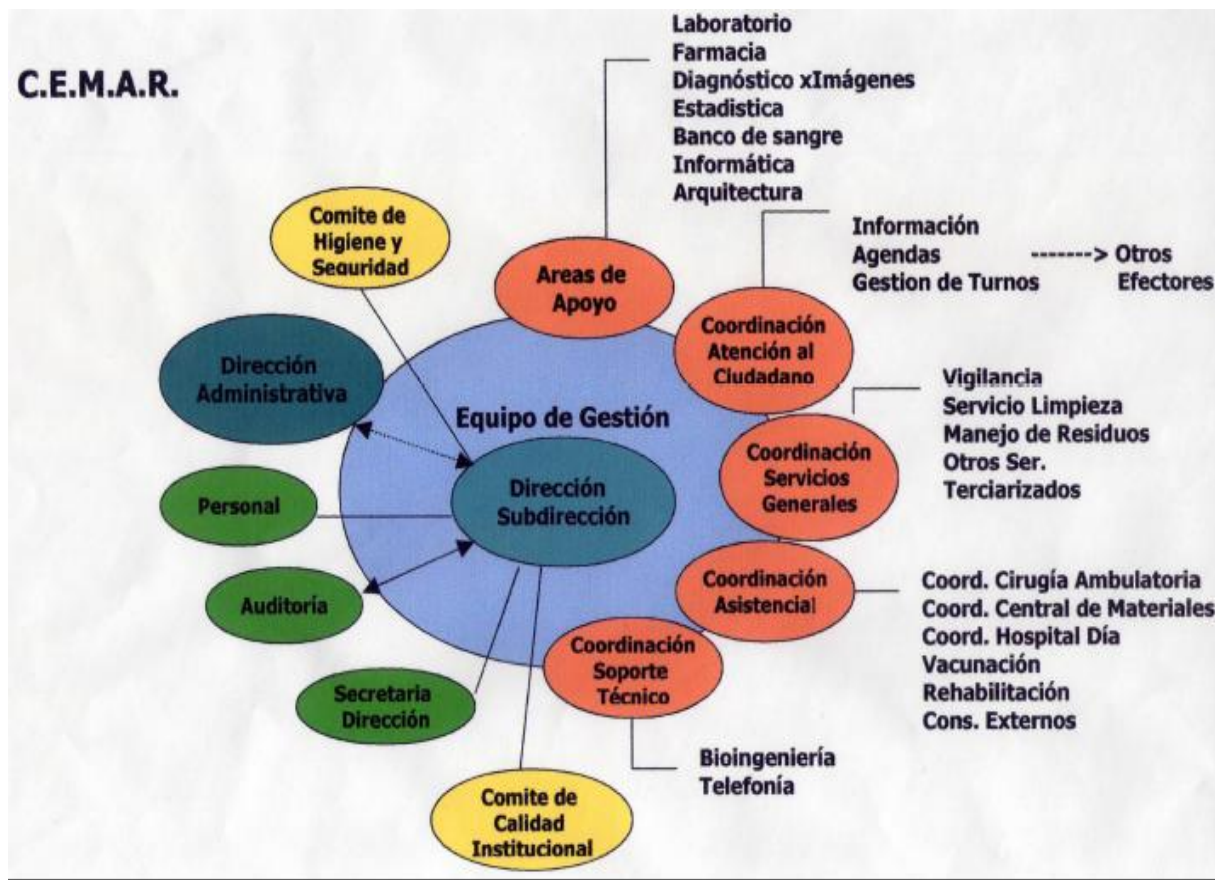 C.E.M.A.R.
Laboratorio
Farmacia
Diagnóstico xImágenes
Estadistica
Banco de sangre
Informática
Arquitectura
Comite de
Higiene y
Seguridad
Areas de
Apoyo
Información
Agendas --------> Otros
Gestion de Turnos Efectores
Coordinación
Atención al
Ciudadano
Dirección
Administrativa
Equipo de Gestión
Vigilancia
Servicio Limpieza
Manejo de Residuos
Otros Ser.
Terciarizados
Coordinación
Servicios
Generales
Dirección
Subdirección
Personal
Auditoría
Coordinación
Asistencial
Coord. Cirugía Ambulatoria
Coord. Central de Materiales
Coord. Hospital Día
Vacunación
Rehabilitación
Cons. Externos
Coordinación
Soporte
Técnico
Secretaria
Dirección
Bioingeniería
Telefonía
Comite de
Calidad
Institucional